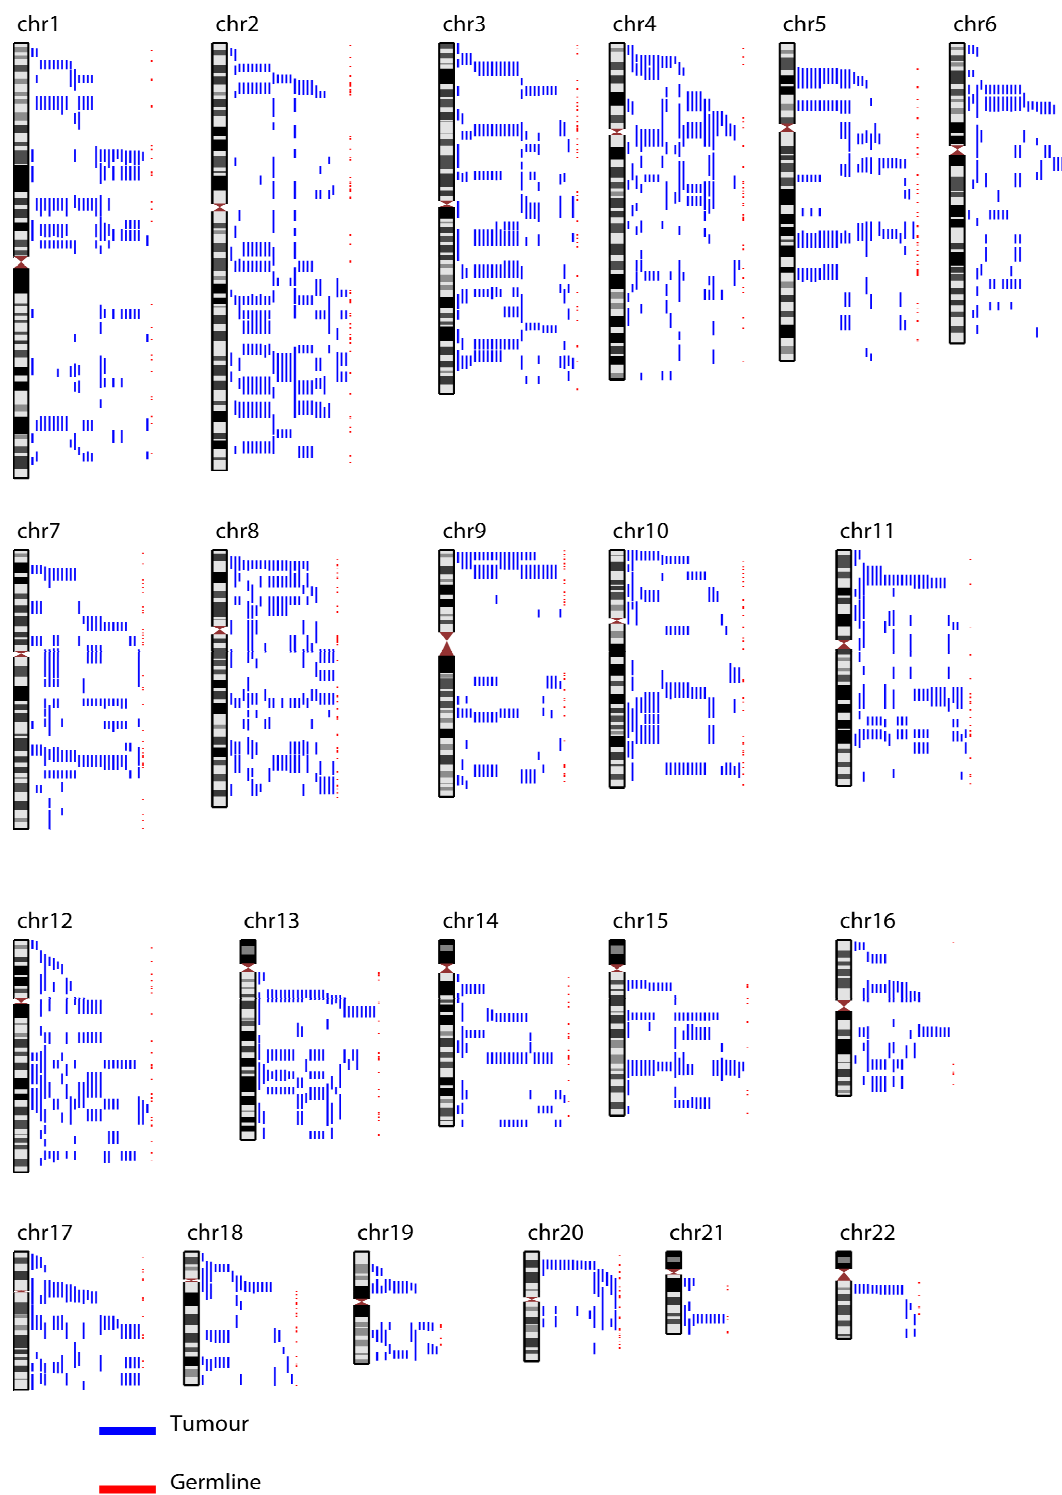 chr1 chr2 chr3 chr4 chr5 chr6
chr7 chr8 chr9 chr10 chr11
chr12 chr13 chr14 chr15 chr16
chr17 chr18 chr19 chr20 chr21 chr22
Tumour
Germline